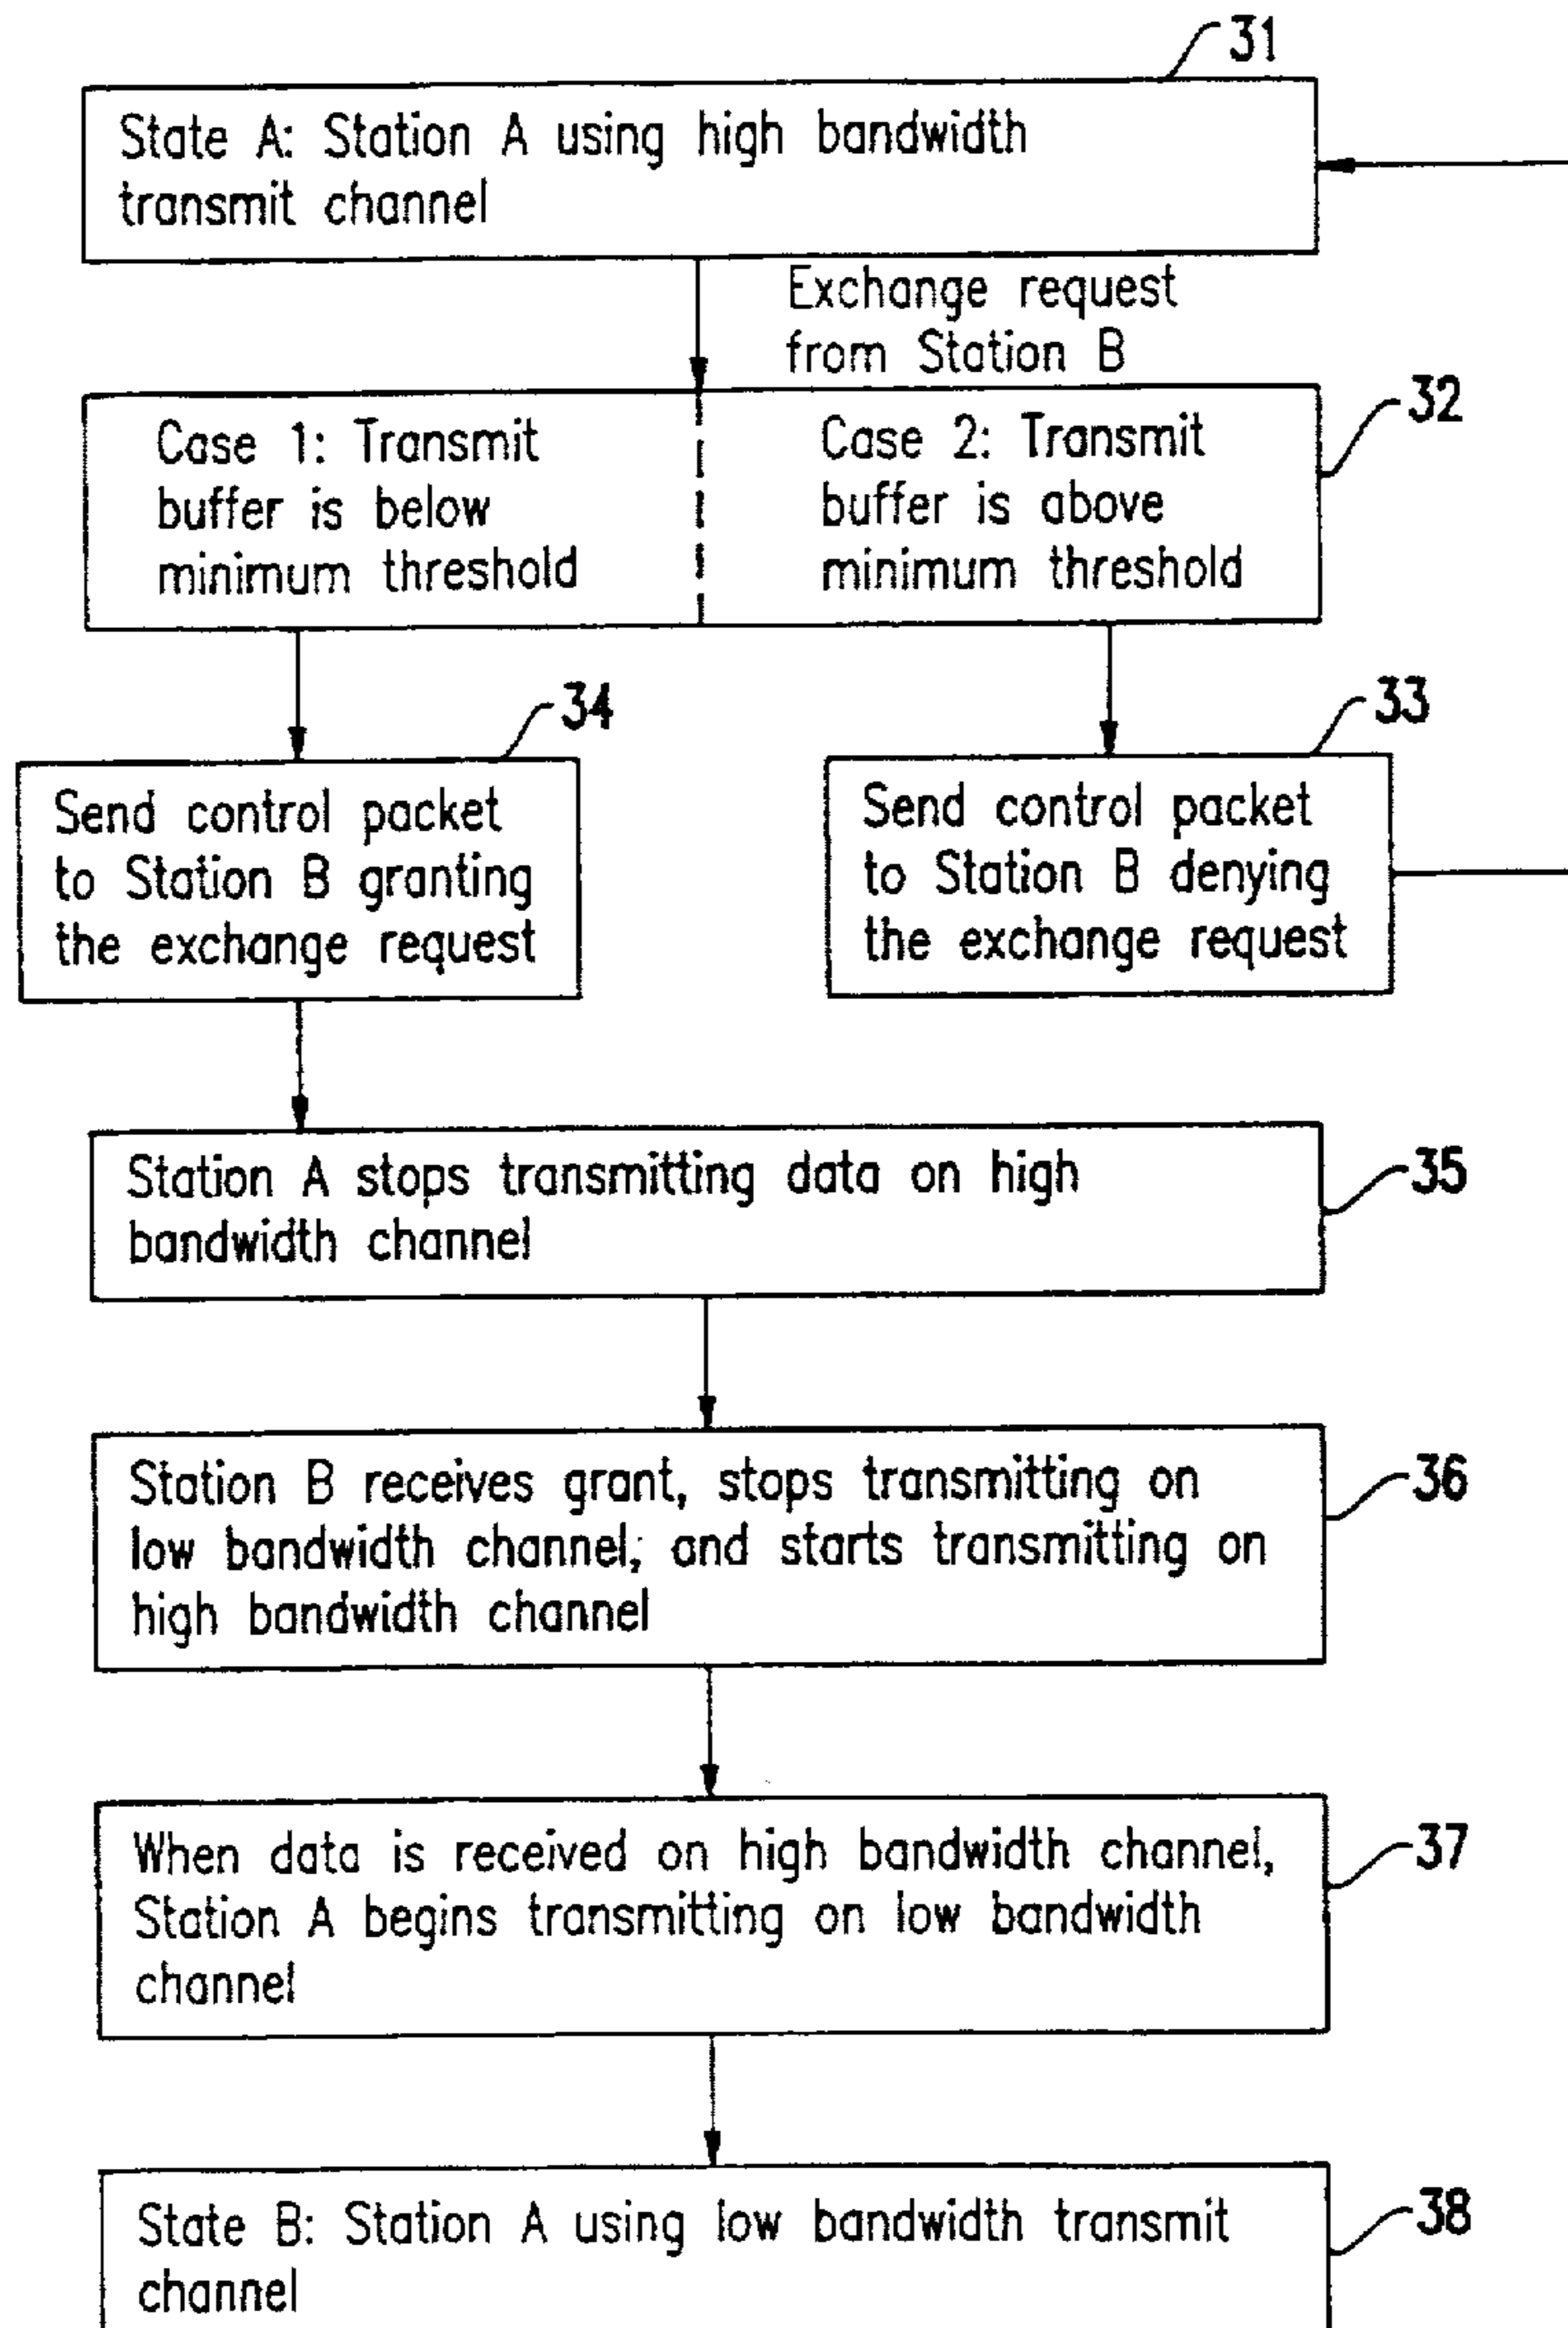 31
State A: Station A using high bandwidth
transmit channel
Exchange request
from Station B
32
Case 1: Transmit
buffer is below
minimum threshold
Case 2: Transmit
buffer is above
minimum threshold
34
Send control packet
to Station B granting
the exchange request
33
Send control packet
to Station B denying
the exchange request
35
Station A stops transmitting data on high
bandwidth channel
36
Station B receives grant, stops transmitting on
low bandwidth channel, and starts transmitting on
high bandwidth channel
37
When data is received on high bandwidth channel,
Station A begins transmitting on low bandwidth
channel
38
State B: Station A using low bandwidth transmit
channel